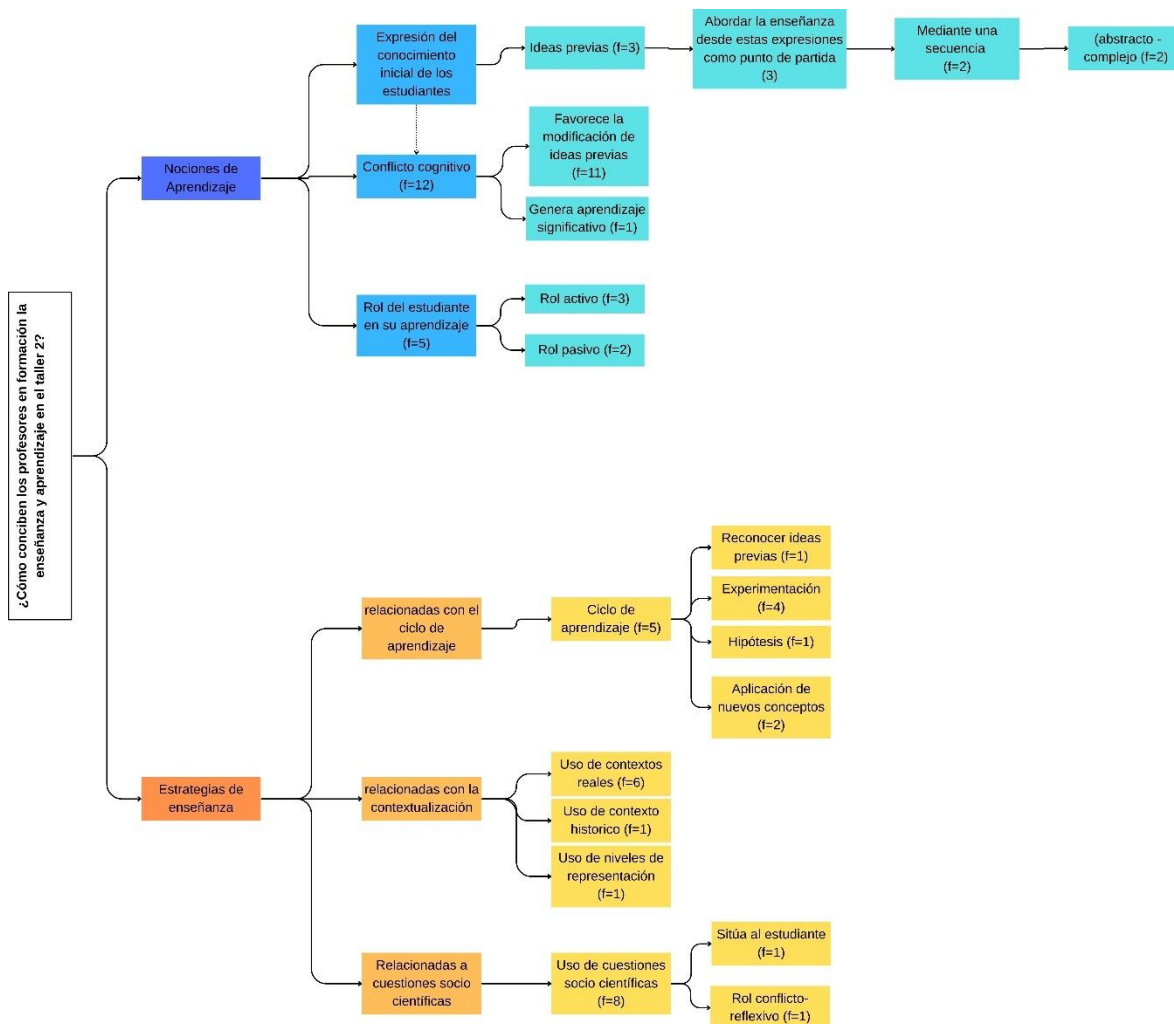 ¿Cómo conciben los profesores en formación la
enseñanza y aprendizaje en el taller 2?
Nociones de
Aprendizaje
Expresión del
conocimiento
inicial de los
estudiantes
Ideas previas (f=3)
Abordar la enseñanza
desde estas expresiones
como punto de partida
(3)
Mediante una
secuencia
(f=2)
(abstracto -
complejo (f=2)
Conflicto cognitivo
(f=12)
Favorece la
modificación de
ideas previas
(f=11)
Genera aprendizaje
significativo (f=1)
Rol del estudiante
en su aprendizaje
(f=5)
Rol activo (f=3)
Rol pasivo (f=2)
Estrategias de
enseñanza
relacionadas con el
ciclo de
aprendizaje
Ciclo de
aprendizaje (f=5)
Reconocer ideas
previas (f=1)
Experimentación
(f=4)
Hipótesis (f=1)
Aplicación de
nuevos conceptos
(f=2)
relacionadas con la
contextualización
Uso de contextos
reales (f=6)
Uso de contexto
historico (f=1)
Uso de niveles de
representación
(f=1)
Relacionadas a
cuestiones socio
científicas
Uso de cuestiones
socio científicas
(f=8)
Sitúa al estudiante
(f=1)
Rol conflicto-
reflexivo (f=1)